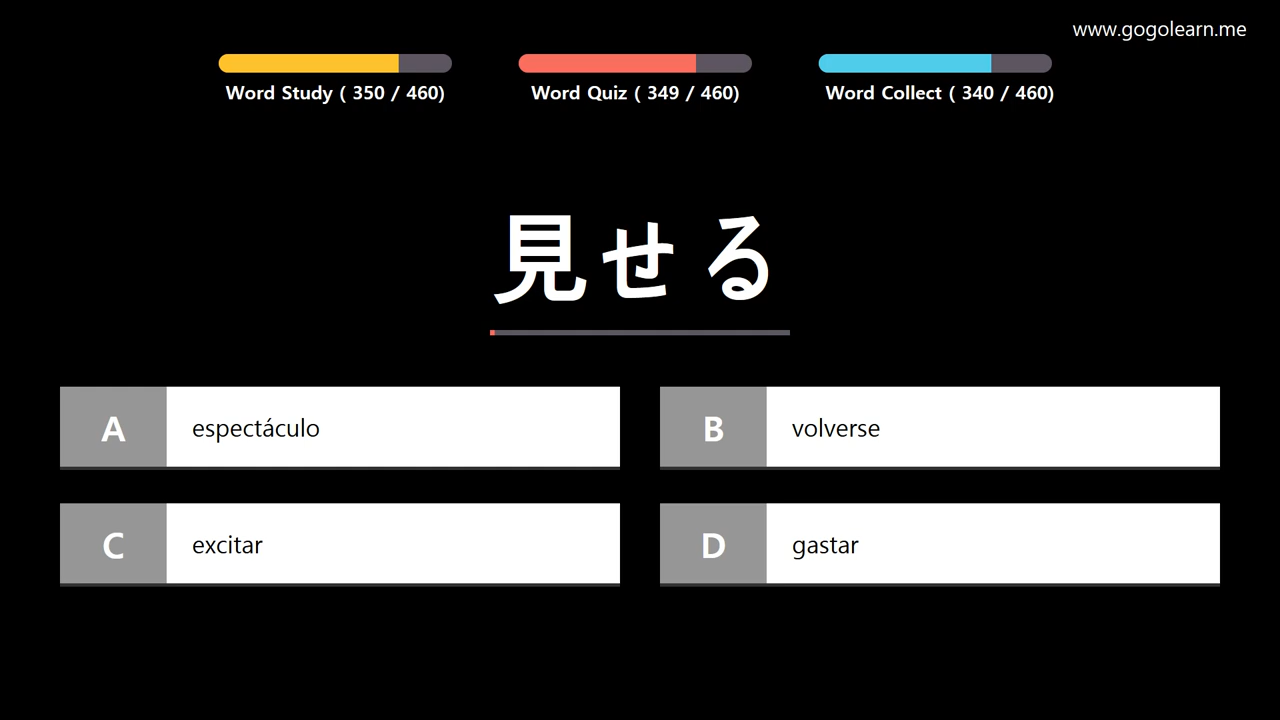 www.gogolearn.me
Word Study ( 350 / 460)
Word Quiz ( 349 / 460)
Word Collect ( 340 / 460)
見せる
A espectáculo
B volverse
C excitar
D gastar